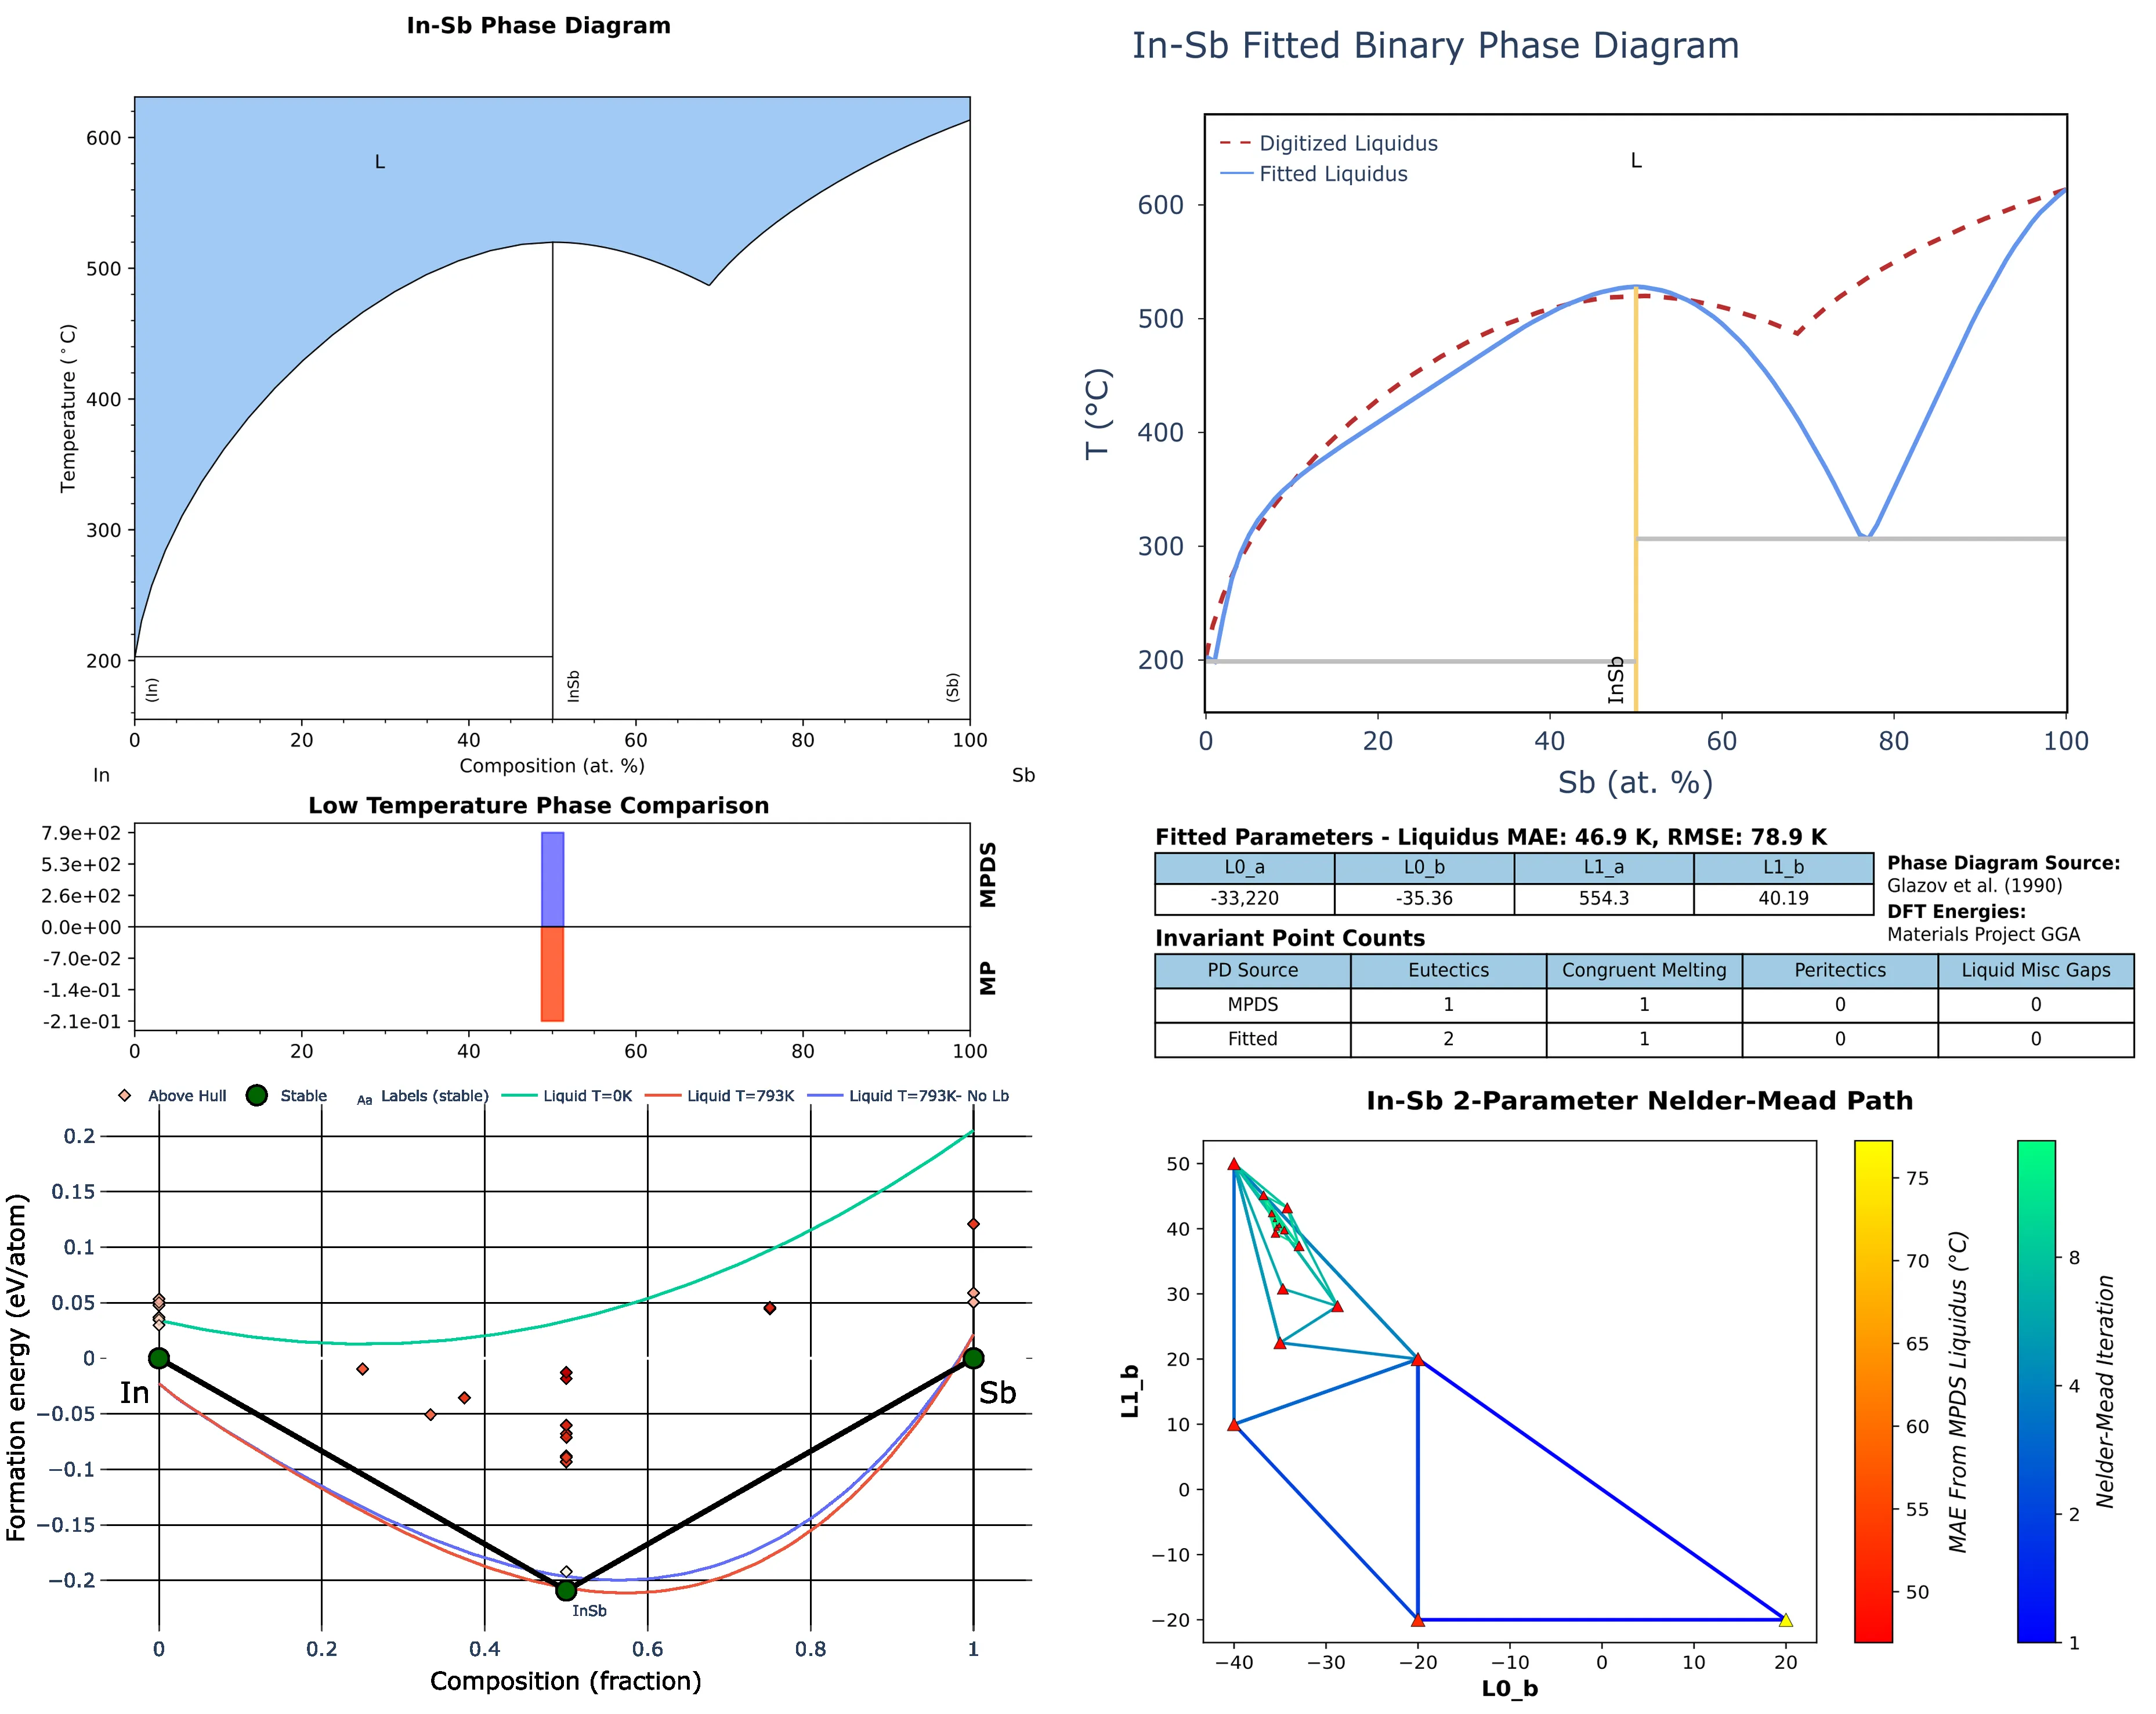 In-Sb Phase Diagram
L
Temperature (°C)
600
500
400
300
200
(In)
InSb
(Sb)
0 20 40 60 80 100
Composition (at. %)
In
Sb
In-Sb Fitted Binary Phase Diagram
Digitized Liquidus
Fitted Liquidus
L
T (°C)
600
500
400
300
200
InSb
0 20 40 60 80 100
Sb (at. %)
Low Temperature Phase Comparison
7.9e+02
5.3e+02
2.6e+02
0.0e+00
-7.0e-02
-1.4e-01
-2.1e-01
MPDS
MP
0 20 40 60 80 100
Fitted Parameters - Liquidus MAE: 46.9 K, RMSE: 78.9 K
L0_a L0_b L1_a L1_b
-33,220 -35.36 554.3 40.19
Phase Diagram Source:
Glazov et al. (1990)
DFT Energies:
Materials Project GGA
Invariant Point Counts
PD Source Eutectics Congruent Melting Peritectics Liquid Misc Gaps
MPDS 1 1 0 0
Fitted 2 1 0 0
Above Hull Stable Aa Labels (stable) Liquid T=0K Liquid T=793K Liquid T=793K- No Lb
Formation energy (eV/atom)
0.2
0.15
0.1
0.05
0
−0.05
−0.1
−0.15
−0.2
In
Sb
InSb
0 0.2 0.4 0.6 0.8 1
Composition (fraction)
In-Sb 2-Parameter Nelder-Mead Path
L1_b
50
40
30
20
10
0
−10
−20
−40 −30 −20 −10 0 10 20
L0_b
75
70
65
60
55
50
MAE From MPDS Liquidus (°C)
8
4
2
1
Nelder-Mead Iteration